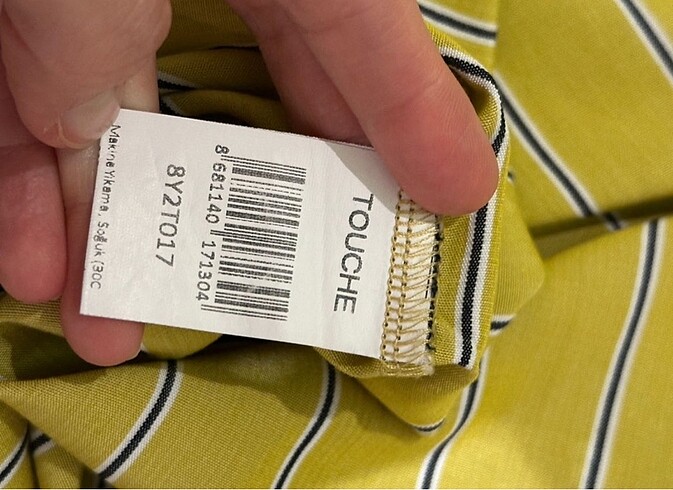 TOUCHE
8 681140 171304
8Y2T017
Makine Yıkama, Soğuk (30C